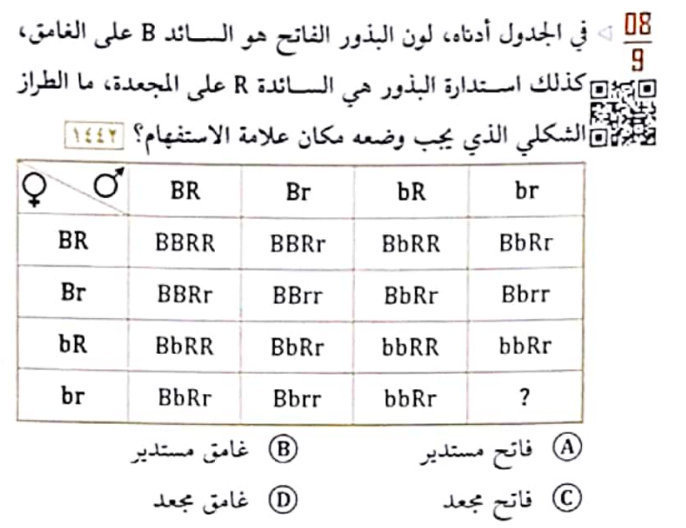 08
9
في الجدول أدناه، لون البذور الفاتح هو الســـائد B على الغامق،
كذلك استـدارة البذور هي الســـائدة R على المجعدة، ما الطراز
الشكلي الذي يجب وضعه مكان علامة الاستفهام؟ ١٤٤٢
♀ ♂ BR Br bR br
BR BBRR BBRr BbRR BbRr
Br BBRr BBrr BbRr Bbrr
bR BbRR BbRr bbRR bbRr
br BbRr Bbrr bbRr ?
A فاتح مستدير B غامق مستدير
C فاتح مجعد D غامق مجعد